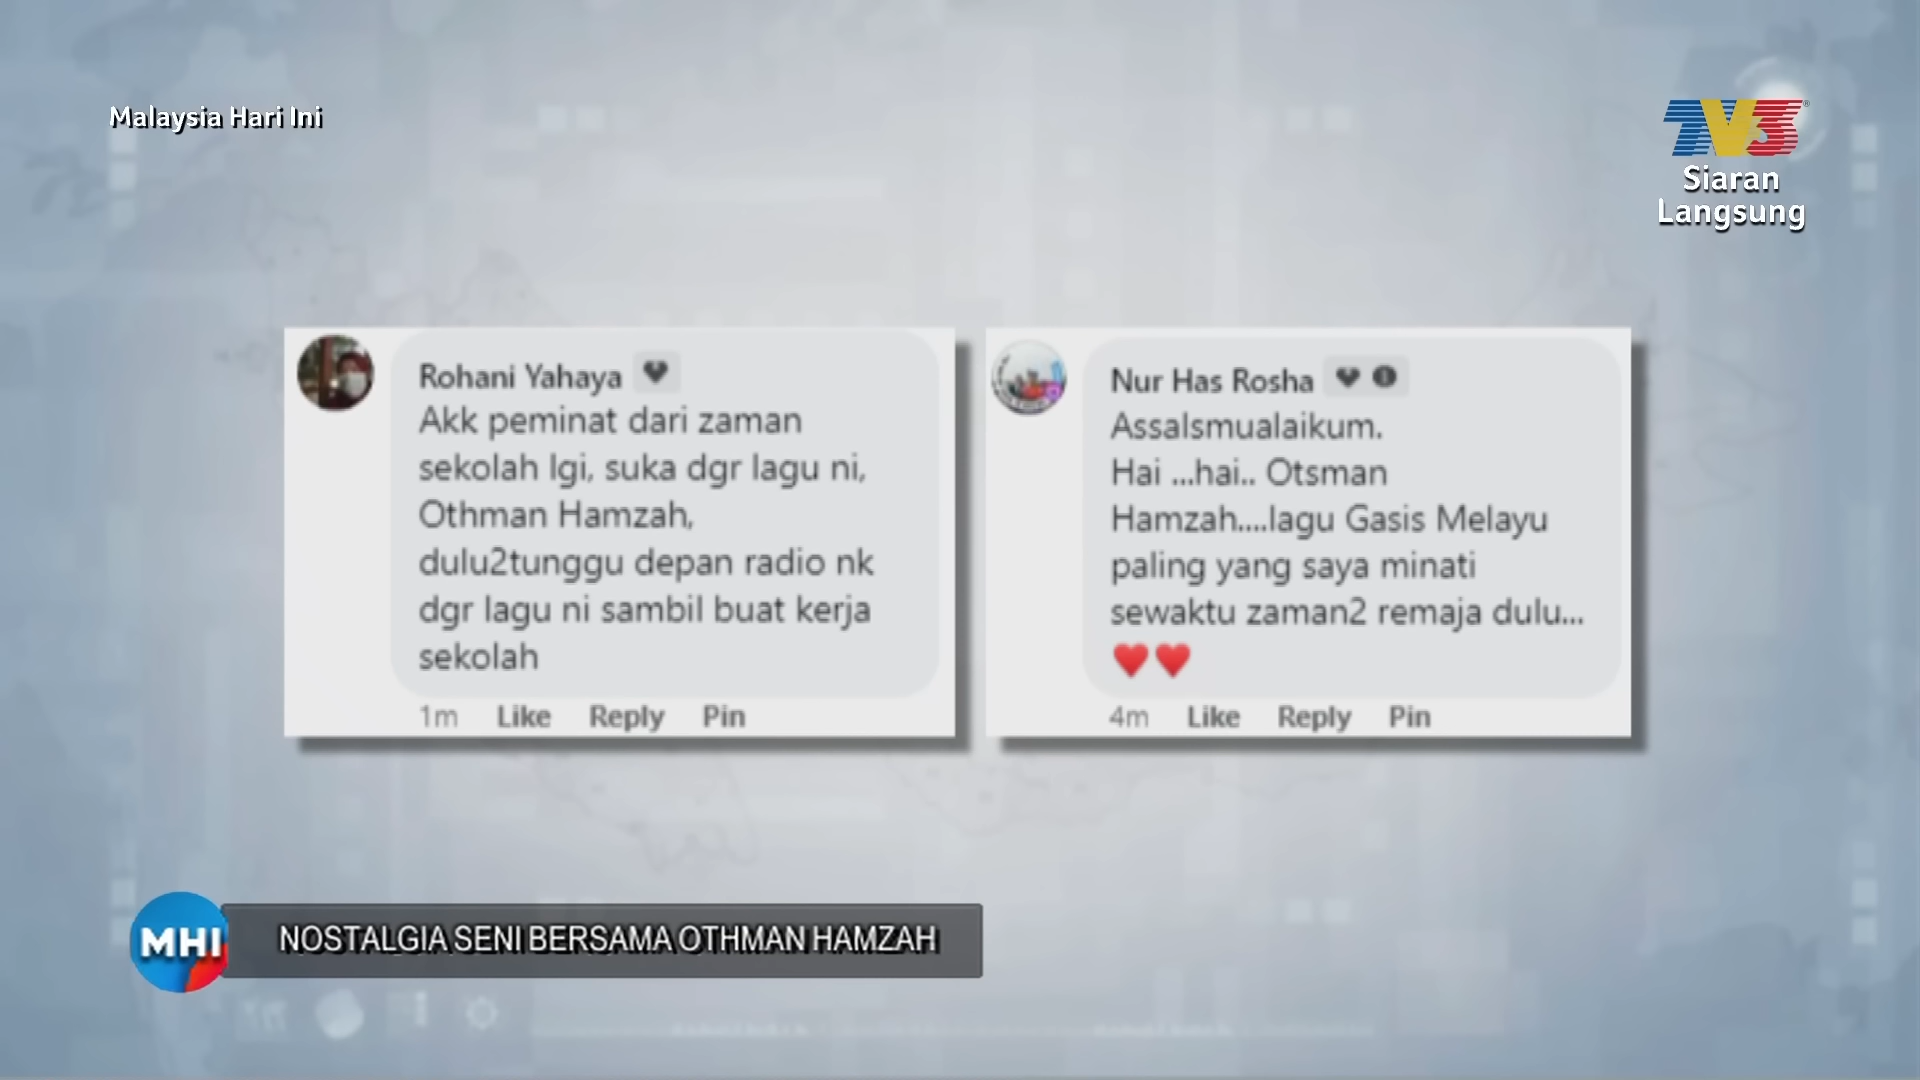 Malaysia Hari Ini
TV3
Siaran
Langsung
Rohani Yahaya
Akk peminat dari zaman
sekolah lgi, suka dgr lagu ni,
Othman Hamzah,
dulu2tunggu depan radio nk
dgr lagu ni sambil buat kerja
sekolah
1m Like Reply Pin
Nur Has Rosha
Assalsmualaikum.
Hai ...hai.. Otsman
Hamzah....lagu Gasis Melayu
paling yang saya minati
sewaktu zaman2 remaja dulu...
❤️❤️
4m Like Reply Pin
MHI
NOSTALGIA SENI BERSAMA OTHMAN HAMZAH